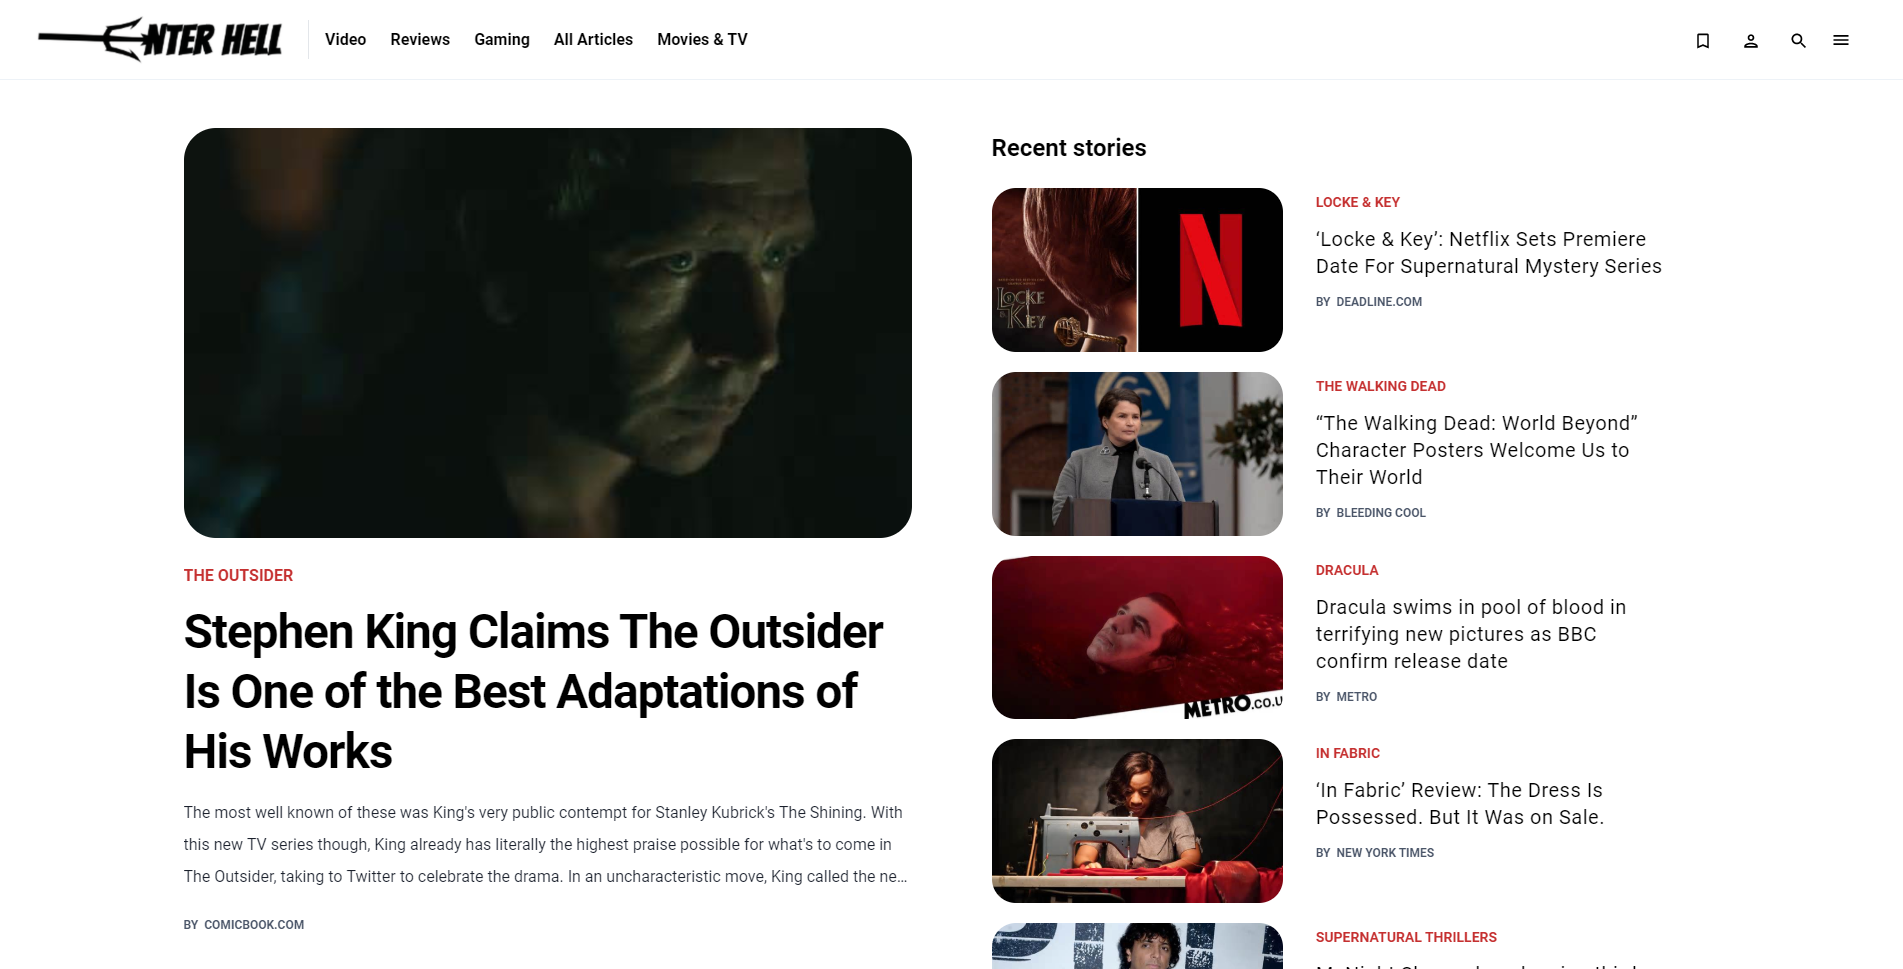 ENTER HELL
Video
Reviews
Gaming
All Articles
Movies & TV
THE OUTSIDER
Stephen King Claims The Outsider
Is One of the Best Adaptations of
His Works
The most well known of these was King's very public contempt for Stanley Kubrick's The Shining. With
this new TV series though, King already has literally the highest praise possible for what's to come in
The Outsider, taking to Twitter to celebrate the drama. In an uncharacteristic move, King called the ne...
BY COMICBOOK.COM
Recent stories
LOCKE
& KEY
N
LOCKE & KEY
‘Locke & Key’: Netflix Sets Premiere
Date For Supernatural Mystery Series
BY DEADLINE.COM
THE WALKING DEAD
“The Walking Dead: World Beyond”
Character Posters Welcome Us to
Their World
BY BLEEDING COOL
METRO.CO.U
DRACULA
Dracula swims in pool of blood in
terrifying new pictures as BBC
confirm release date
BY METRO
IN FABRIC
‘In Fabric’ Review: The Dress Is
Possessed. But It Was on Sale.
BY NEW YORK TIMES
SUPERNATURAL THRILLERS